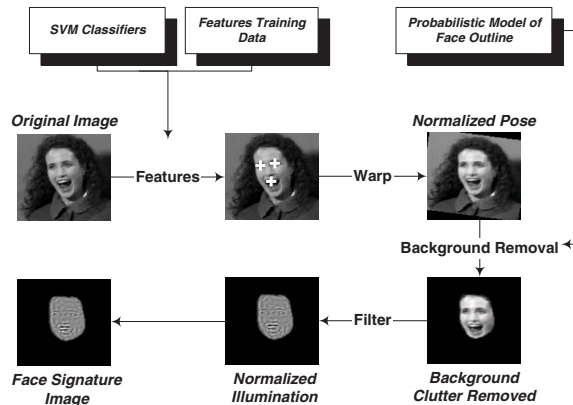 SVM Classifiers
Features Training
Data
Probabilistic Model of
Face Outline
Original Image
Normalized Pose
Features
Warp
Background Removal
Filter
Face Signature
Image
Normalized
Illumination
Background
Clutter Removed